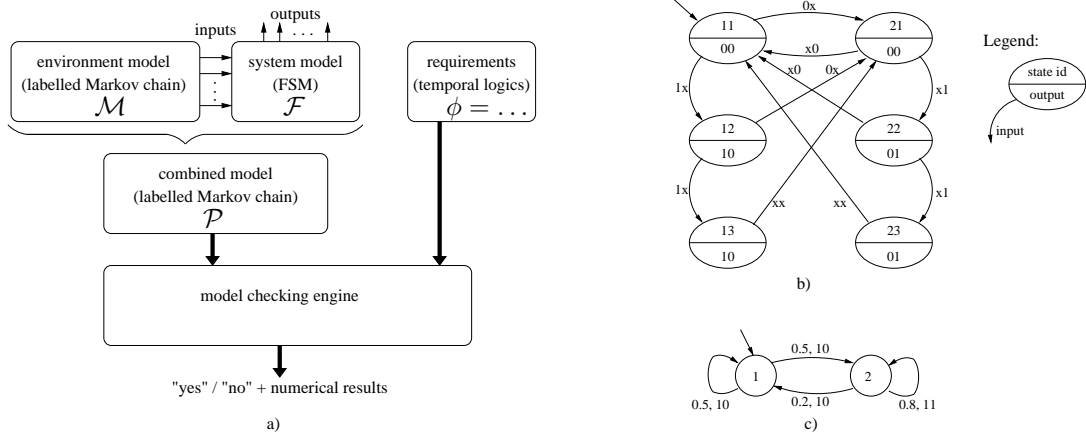 outputs
inputs
. . .
environment model
(labelled Markov chain)
M
system model
(FSM)
F
requirements
(temporal logics)
ϕ = ...
combined model
(labelled Markov chain)
P
model checking engine
"yes" / "no" + numerical results
a)
11
00
0x
21
00
x0
x0
0x
1x
x1
12
10
22
01
1x
x1
xx
xx
13
10
23
01
b)
Legend:
state id
output
input
0.5, 10
1
2
0.5, 10
0.2, 10
0.8, 11
c)